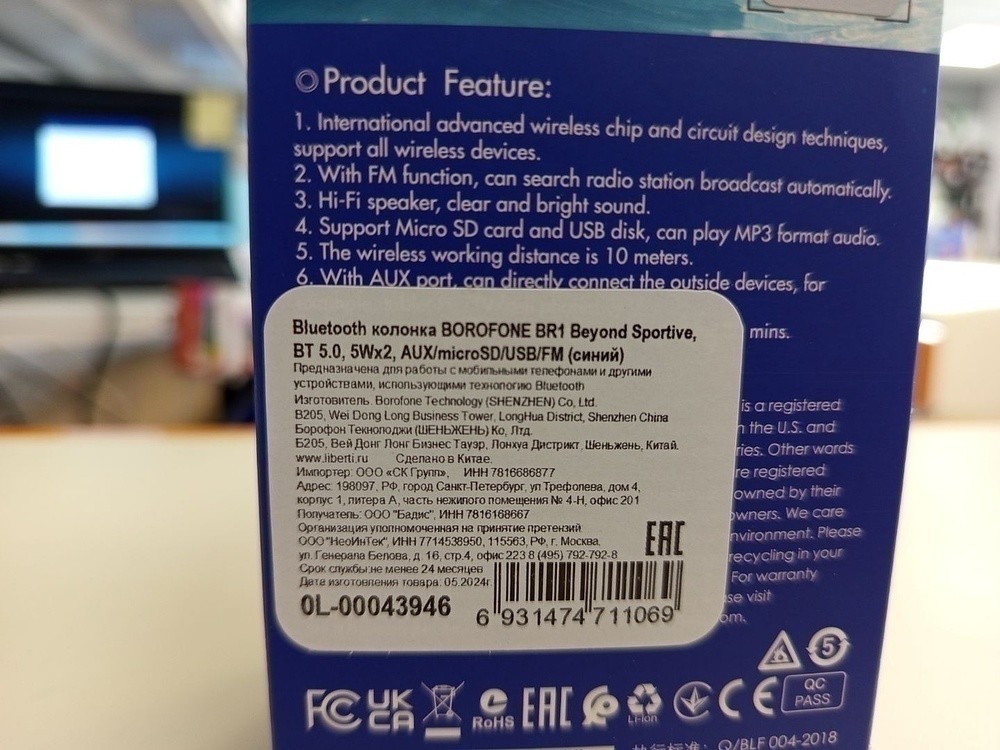 Product Feature:
1. International advanced wireless chip and circuit design techniques,
support all wireless devices.
2. With FM function, can search radio station broadcast automatically.
3. Hi-Fi speaker, clear and bright sound.
4. Support Micro SD card and USB disk, can play MP3 format audio.
5. The wireless working distance is 10 meters.
6. With AUX port, can directly connect the outside devices, for
mins.
Bluetooth колонка BOROFONE BR1 Beyond Sportive,
BT 5.0, 5Wx2, AUX/microSD/USB/FM (синий)
Предназначена для работы с мобильными телефонами и другими
устройствами, использующими технологию Bluetooth
Изготовитель: Borofone Technology (SHENZHEN) Co, Ltd.
B205, Wei Dong Long Business Tower, LongHua District, Shenzhen China
Борофон Текноподжи (ШЕНЬЖЕНЬ) Ко, Лтд.
Б205, Вей Донг Лонг Бизнес Тауэр, Лонхуа Дистрикт, Шеньжень, Китай.
www.liberti.ru Сделано в Китае.
Импортер: ООО «СК Групп», ИНН 7816686877
Адрес: 198097, РФ, город Санкт-Петербург, ул Трефолева, дом 4,
корпус 1, литера А, часть нежилого помещения № 4-Н, офис 201
Получатель: ООО "Бадис", ИНН 7816168667
Организация уполномоченная на принятие претензий:
ООО"НеоИнТек", ИНН 7714538950, 115563, РФ, г. Москва,
ул. Генерала Белова, д. 16, стр.4, офис 223 8 (495) 792-792-8
Срок службы:не менее 24 месяцев
Дата изготовления товара: 05.2024г.
EAC
0L-00043946
6 931474 711069
is a registered
n the U.S. and
ries. Other words
re registered
owned by their
owners. We care
nvironment. Please
recycling in your
For warranty
se visit
om.
5
FC UK CA RoHS EAC Li-ion CE QC PASS
执行标准: Q/BLF 004-2018